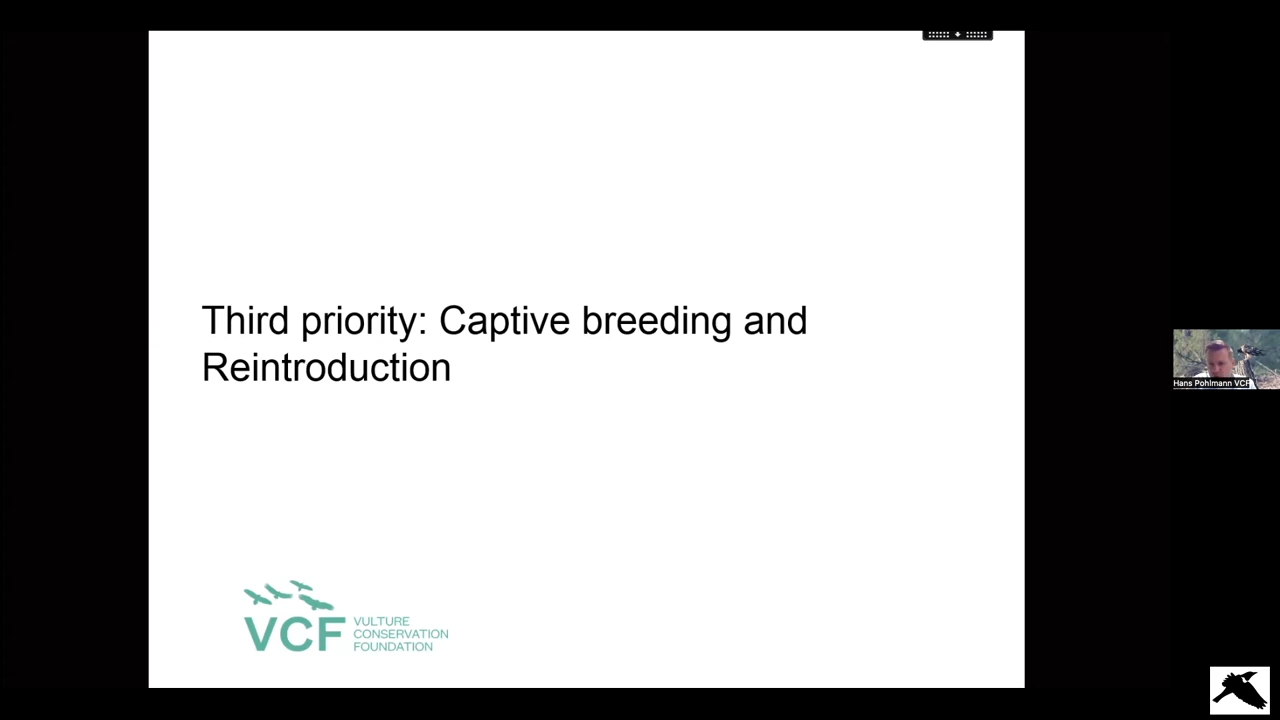 Third priority: Captive breeding and
Reintroduction
Hans Pohlmann VCF
VCF
VULTURE
CONSERVATION
FOUNDATION